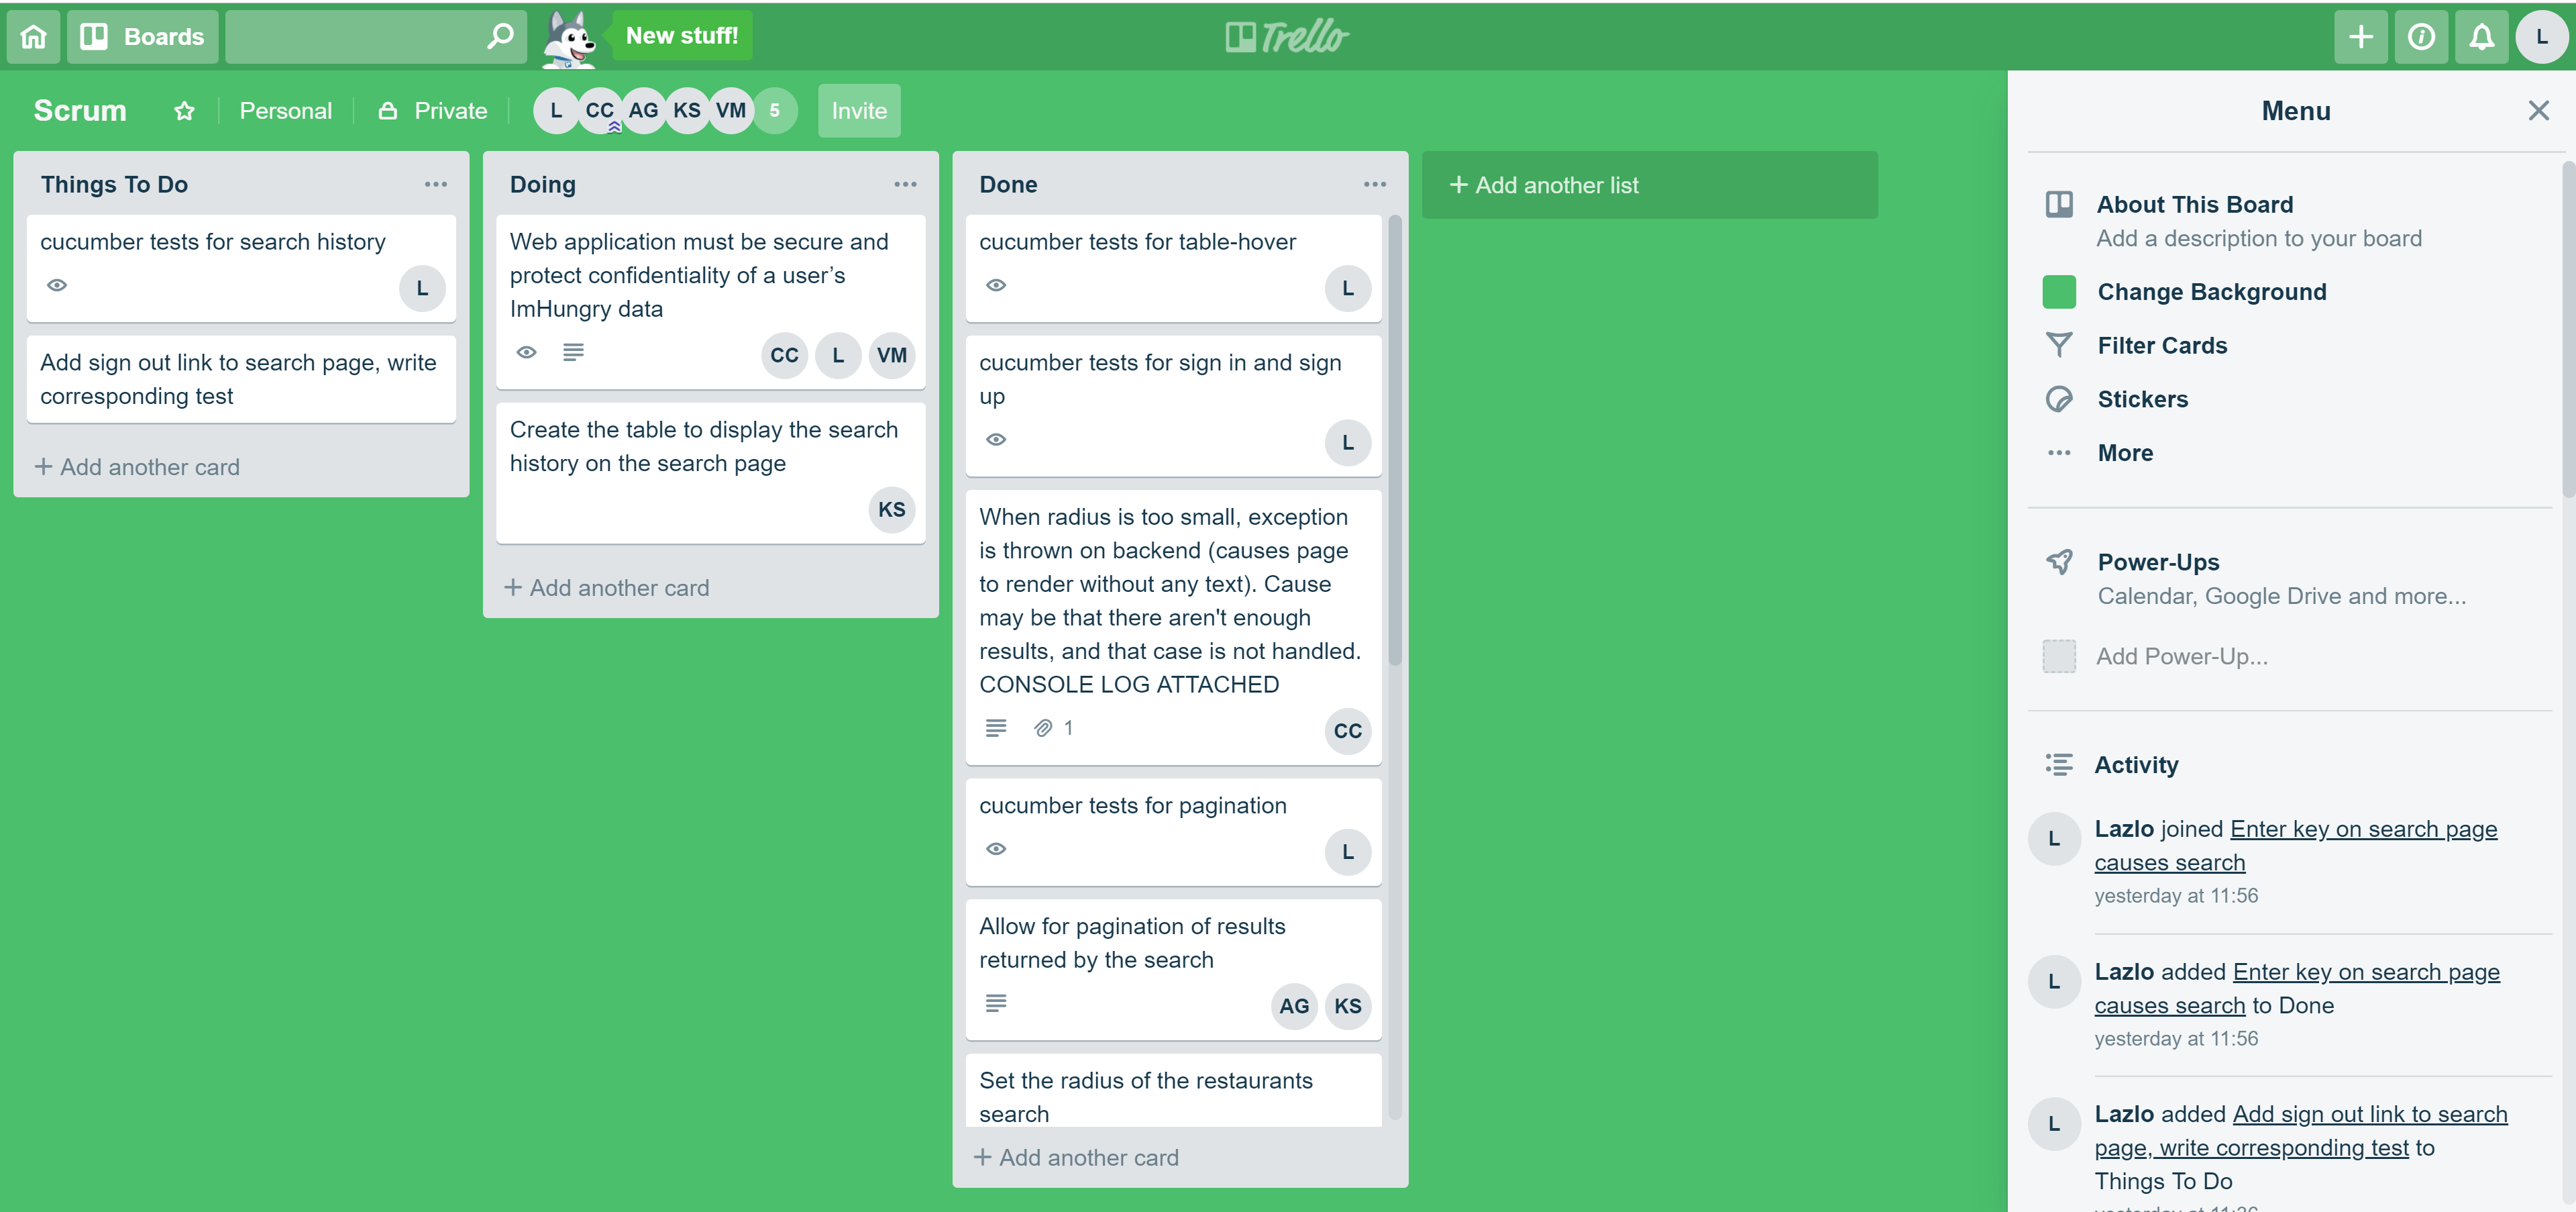 Boards
New stuff!
Trello
L
Scrum
Personal
Private
L CC AG KS VM 5
Invite
Things To Do
cucumber tests for search history
L
Add sign out link to search page, write
corresponding test
+ Add another card
Doing
Web application must be secure and
protect confidentiality of a user’s
ImHungry data
CC L VM
Create the table to display the search
history on the search page
KS
+ Add another card
Done
cucumber tests for table-hover
L
cucumber tests for sign in and sign
up
L
When radius is too small, exception
is thrown on backend (causes page
to render without any text). Cause
may be that there aren't enough
results, and that case is not handled.
CONSOLE LOG ATTACHED
1
CC
cucumber tests for pagination
L
Allow for pagination of results
returned by the search
AG KS
Set the radius of the restaurants
search
+ Add another card
+ Add another list
Menu
About This Board
Add a description to your board
Change Background
Filter Cards
Stickers
More
Power-Ups
Calendar, Google Drive and more...
Add Power-Up...
Activity
L
Lazlo joined Enter key on search page
causes search
yesterday at 11:56
L
Lazlo added Enter key on search page
causes search to Done
yesterday at 11:56
L
Lazlo added Add sign out link to search
page, write corresponding test to
Things To Do